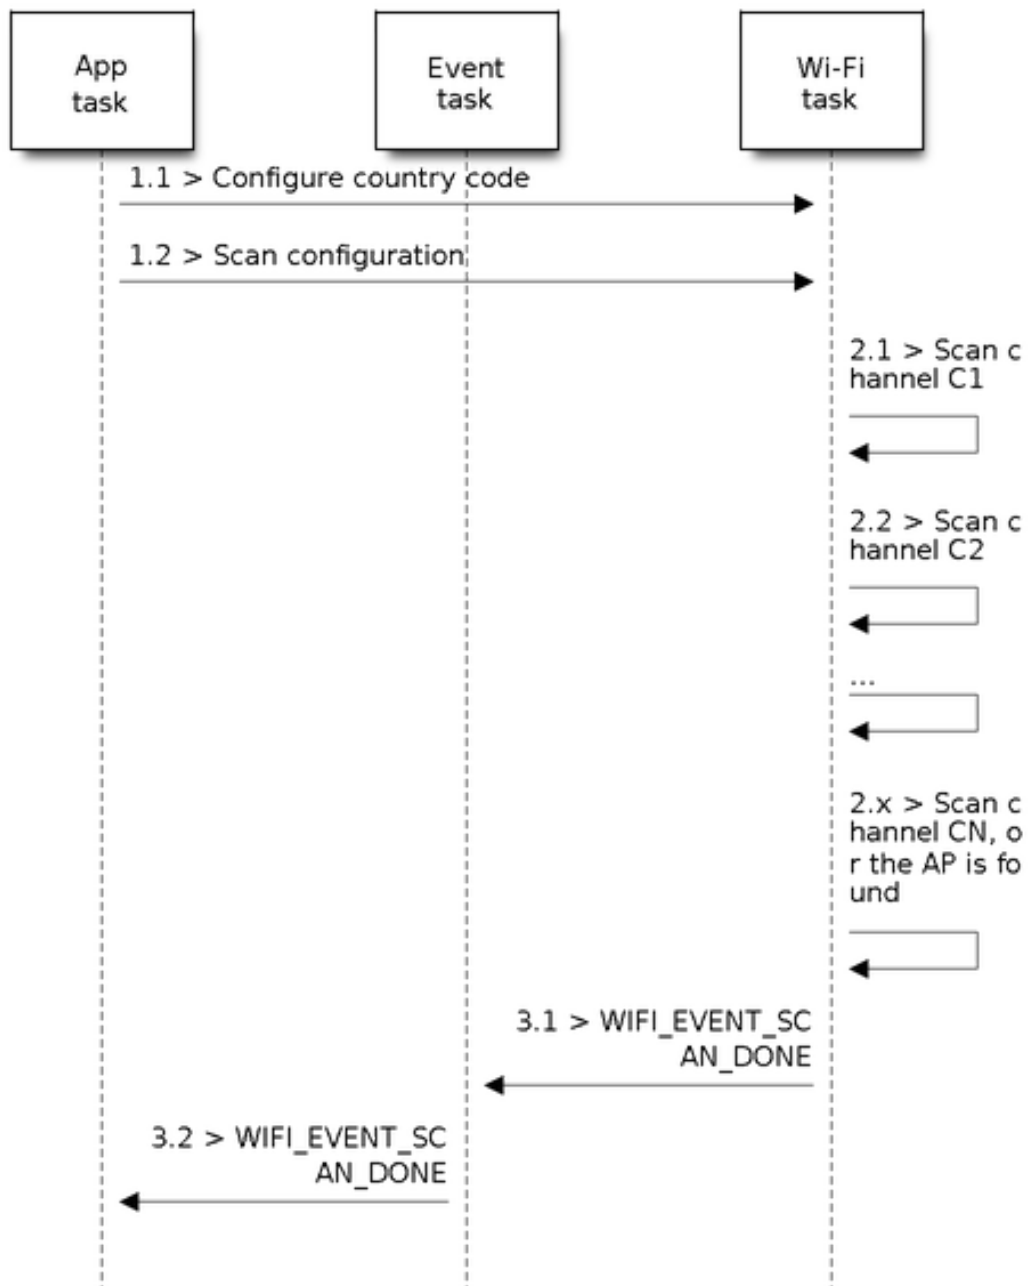 App
task
Event
task
Wi-Fi
task
1.1 > Configure country code
1.2 > Scan configuration
2.1 > Scan c
hannel C1
2.2 > Scan c
hannel C2
...
2.x > Scan c
hannel CN, o
r the AP is fo
und
3.1 > WIFI_EVENT_SC
AN_DONE
3.2 > WIFI_EVENT_SC
AN_DONE